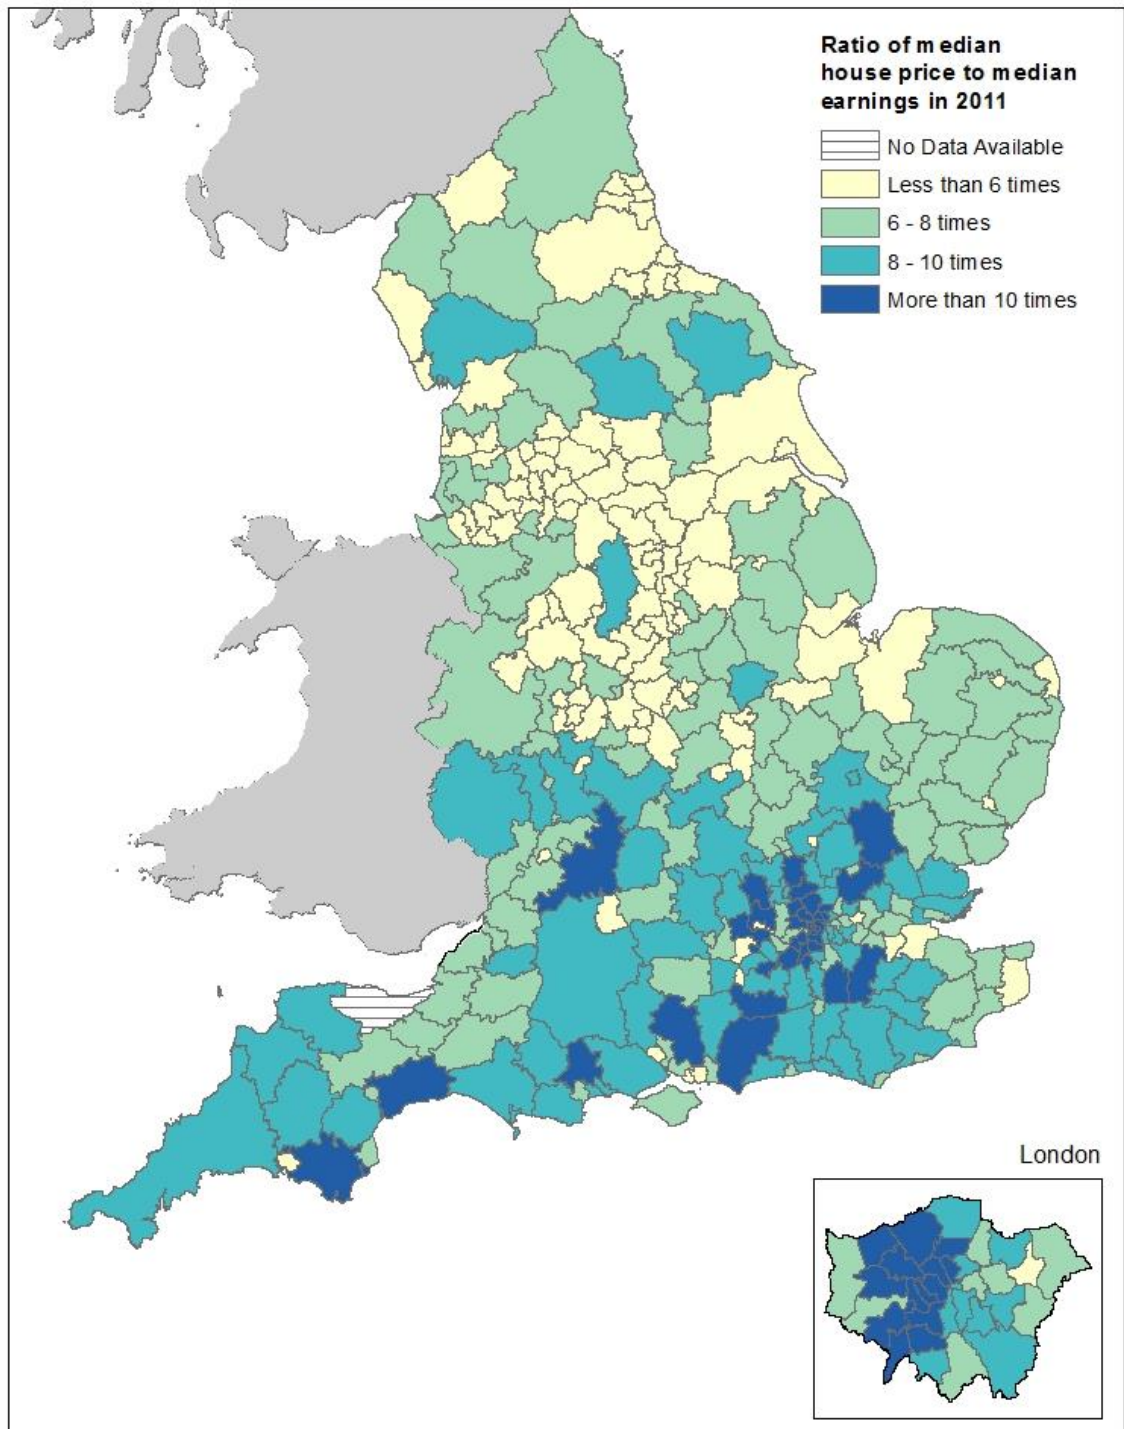 Ratio of median
house price to median
earnings in 2011
No Data Available
Less than 6 times
6 - 8 times
8 - 10 times
More than 10 times
London